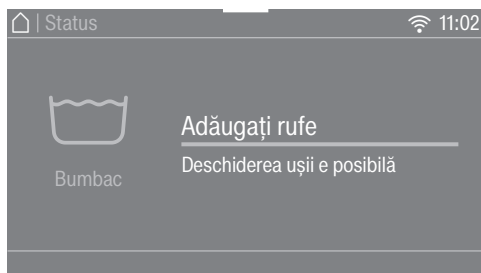 | Status 11:02
Adăugați rufe
Deschiderea ușii e posibilă
Bumbac